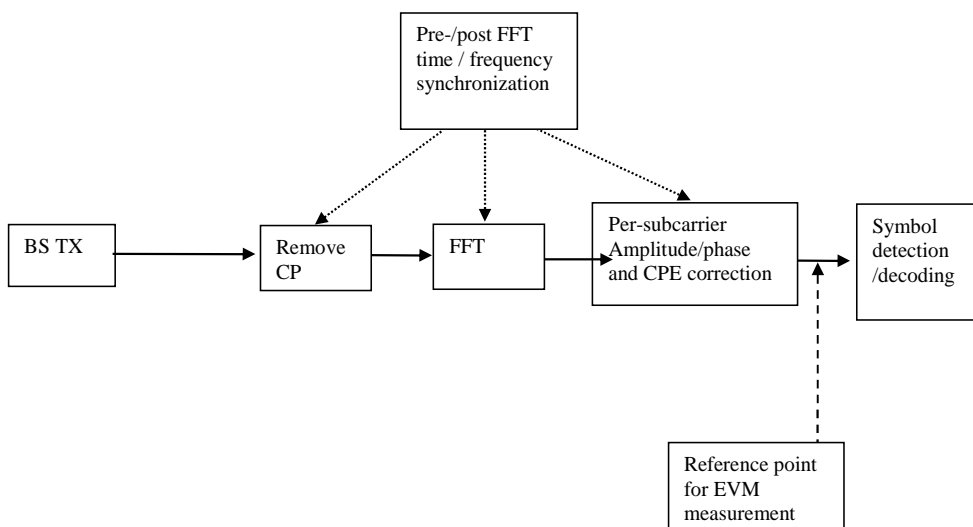 Pre-/post FFT
time / frequency
synchronization
BS TX
Remove
CP
FFT
Per-subcarrier
Amplitude/phase
and CPE correction
Symbol
detection
/decoding
Reference point
for EVM
measurement